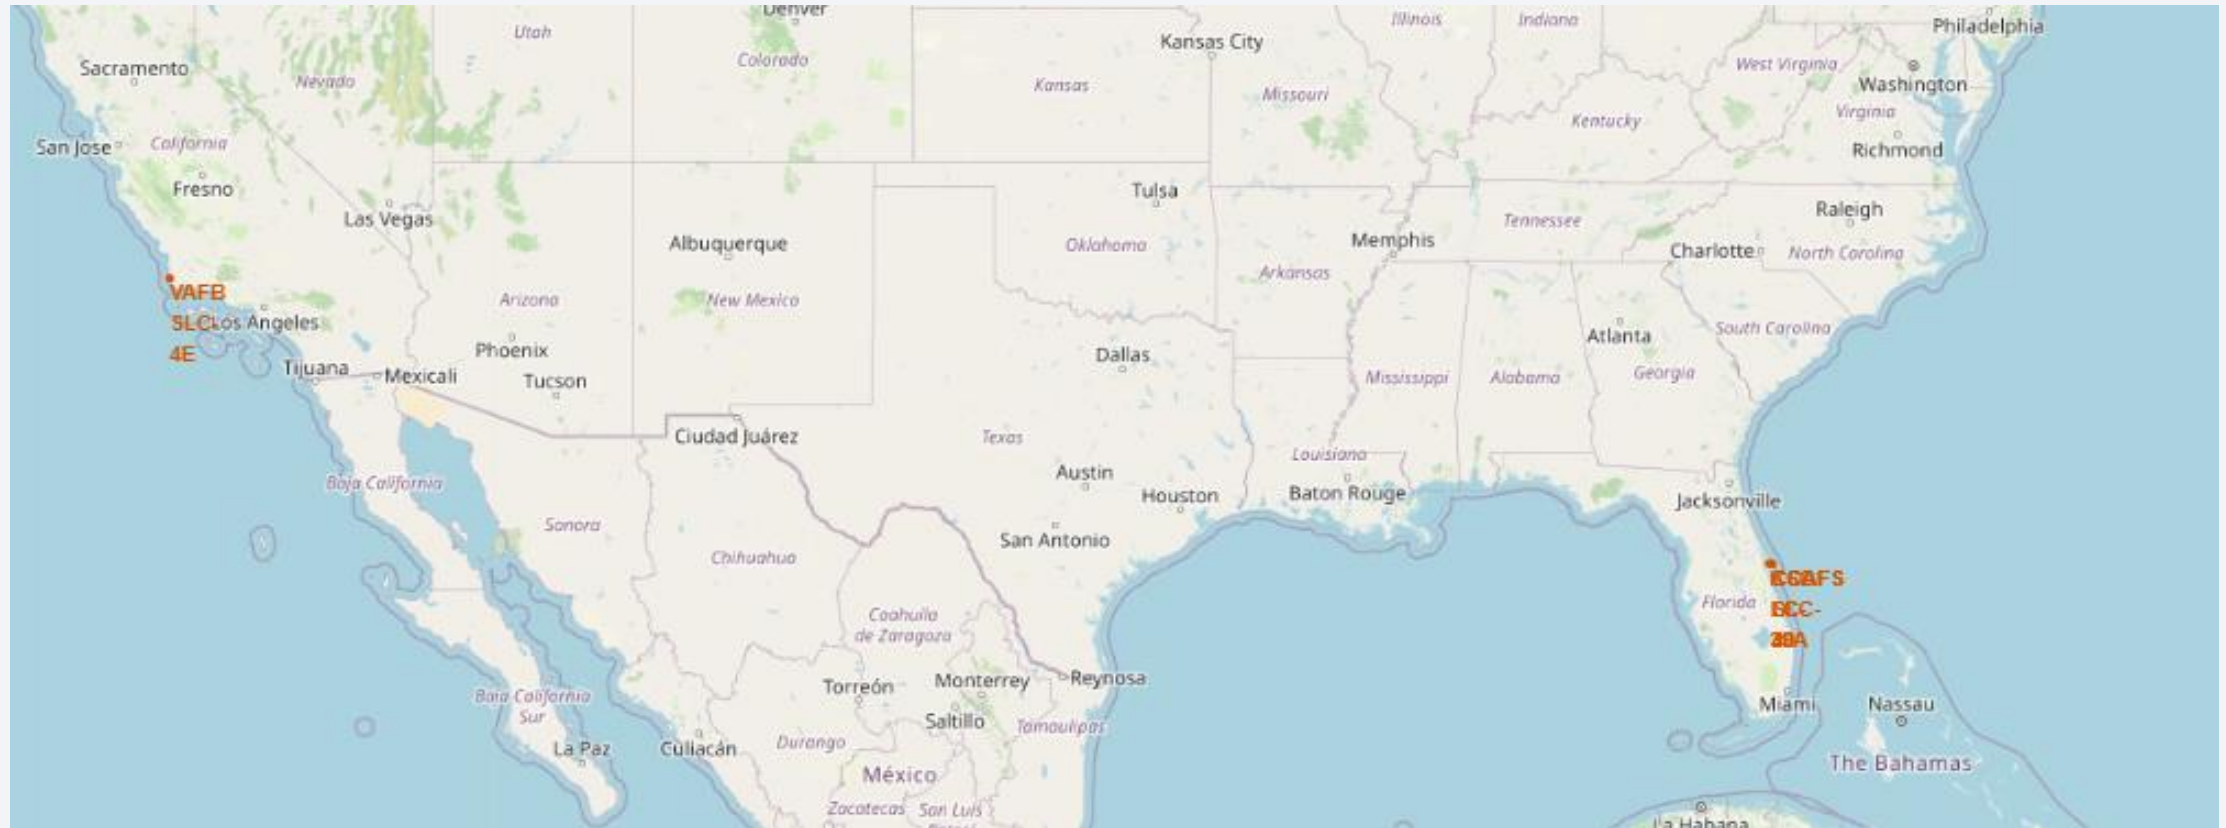 Denver
Philadelphia
Illinois
Indiana
Utah
Kansas City
Colorado
Sacramento
Nevada
Kansas
Missouri
West Virginia
Washington
Virginia
Kentucky
San Jose
California
Richmond
Fresno
Tulsa
Las Vegas
Raleigh
Tennessee
Albuquerque
Oklahoma
Memphis
Charlotte
North Carolina
Arkansas
VAFB
SLC-
4E
Los Angeles
Arizona
New Mexico
South Carolina
Atlanta
Phoenix
Dallas
Tijuana
Mexicali
Tucson
Mississippi
Alabama
Georgia
Ciudad Juárez
Texas
Louisiana
Austin
Baja California
Houston
Baton Rouge
Jacksonville
Sonora
San Antonio
Chihuahua
Florida
Coahuila
de Zaragoza
Torreón
Monterrey
Reynosa
Baja California
Sur
Saltillo
Tamaulipas
Miami
Nassau
La Paz
Culiacán
Durango
The Bahamas
México
Zacatecas
San Luis
Potosí
La Habana